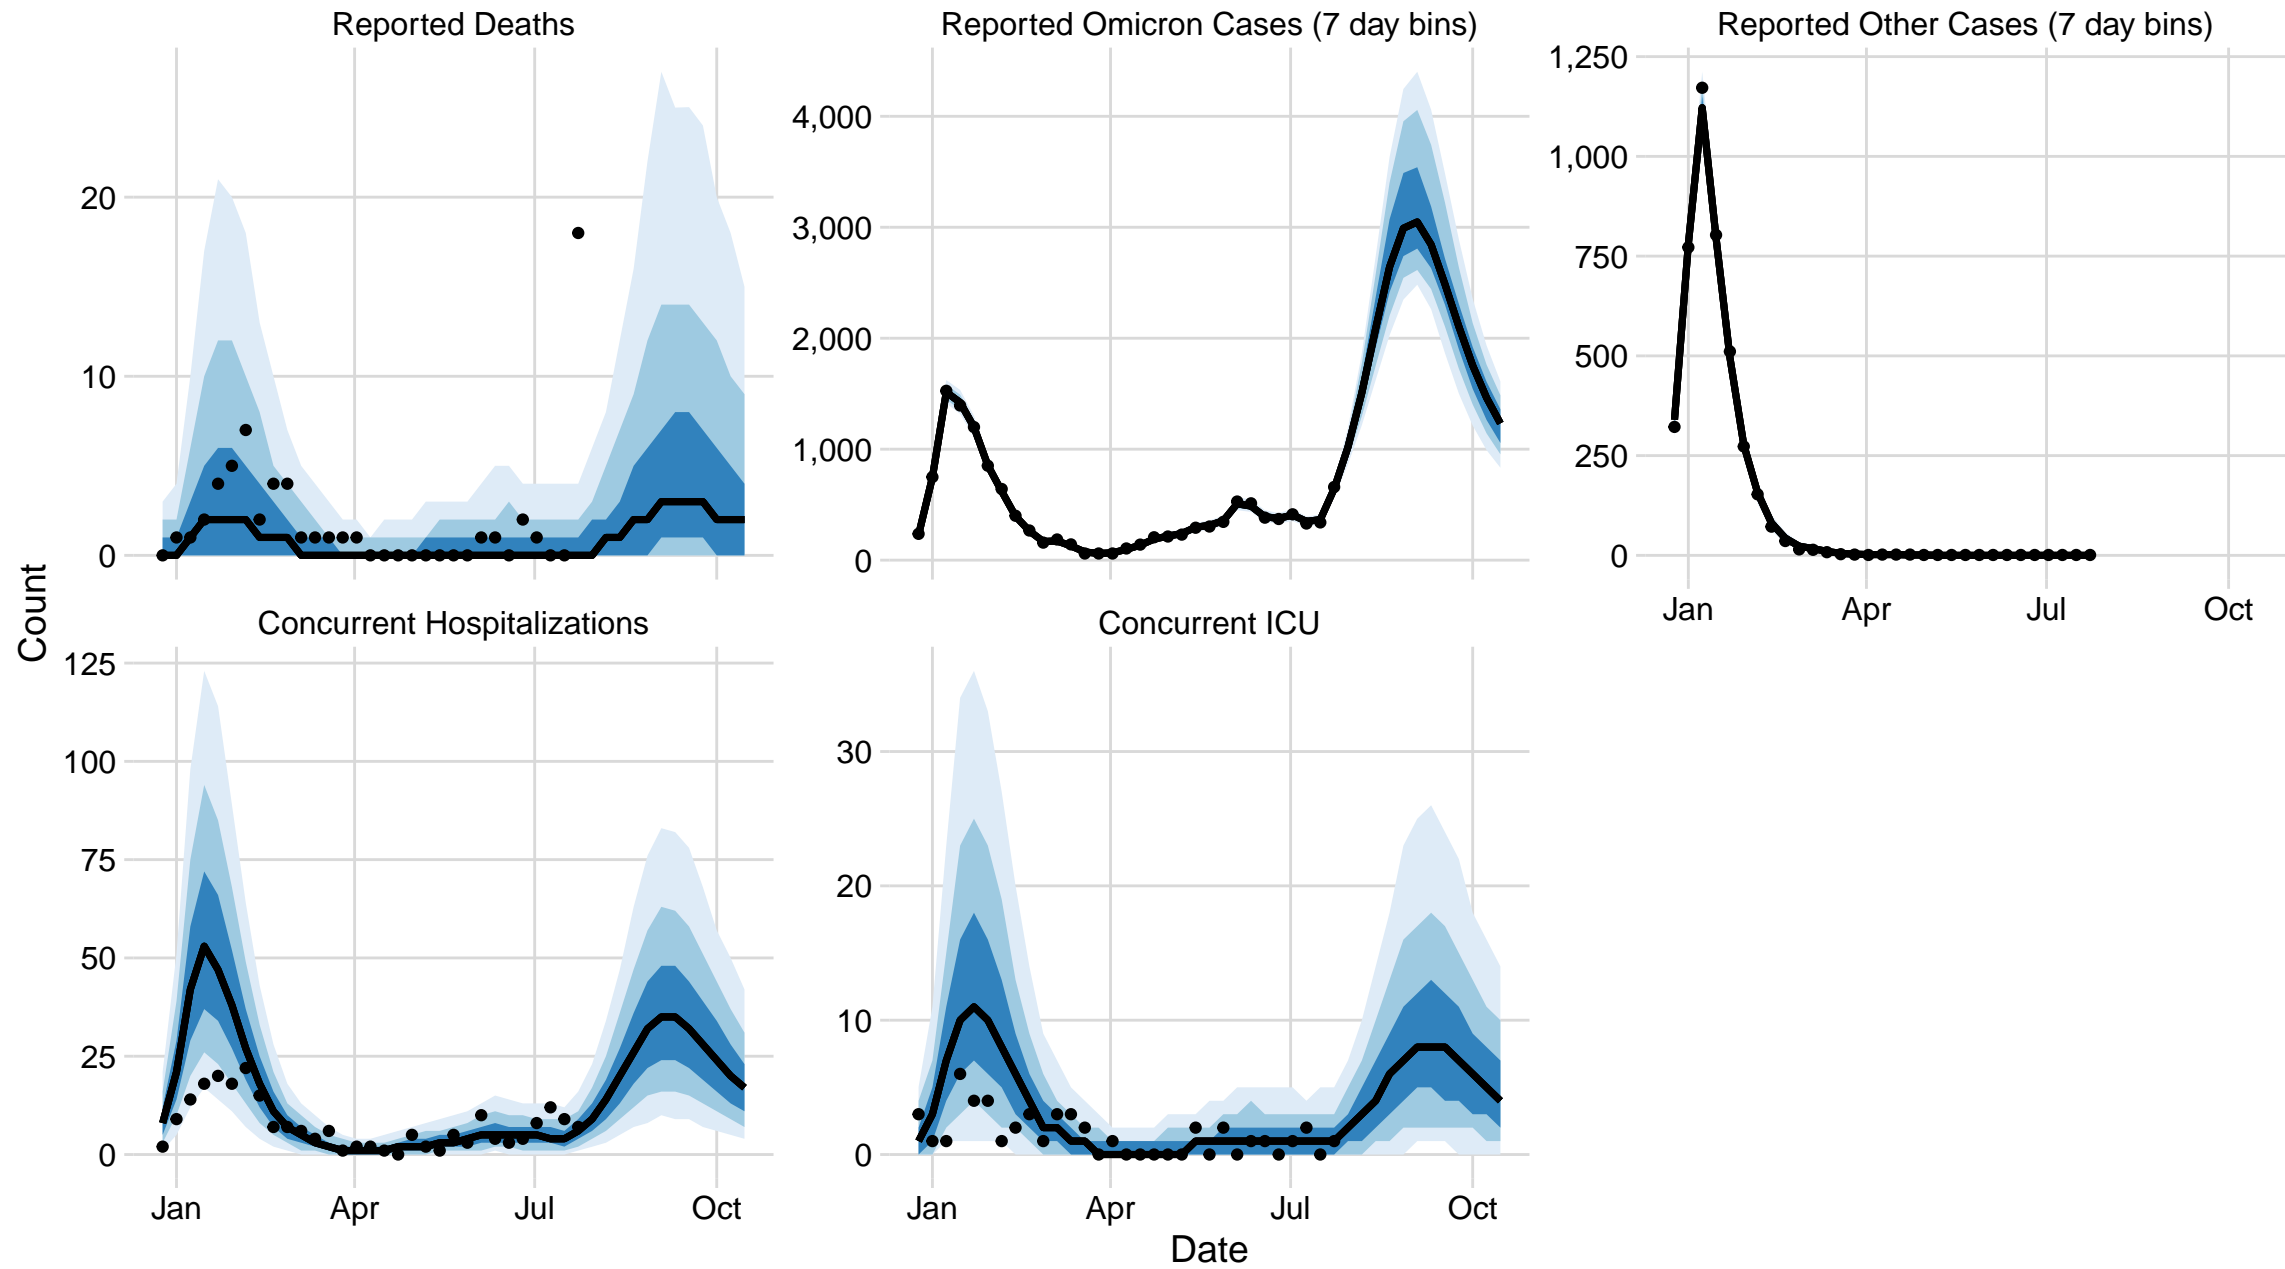 Reported Deaths
Reported Omicron Cases (7 day bins)
Reported Other Cases (7 day bins)
20
10
0
4,000
3,000
2,000
1,000
0
1,250
1,000
750
500
250
0
Jan Apr Jul Oct
Count
Concurrent Hospitalizations
Concurrent ICU
125
100
75
50
25
0
30
20
10
0
Jan Apr Jul Oct
Jan Apr Jul Oct
Date